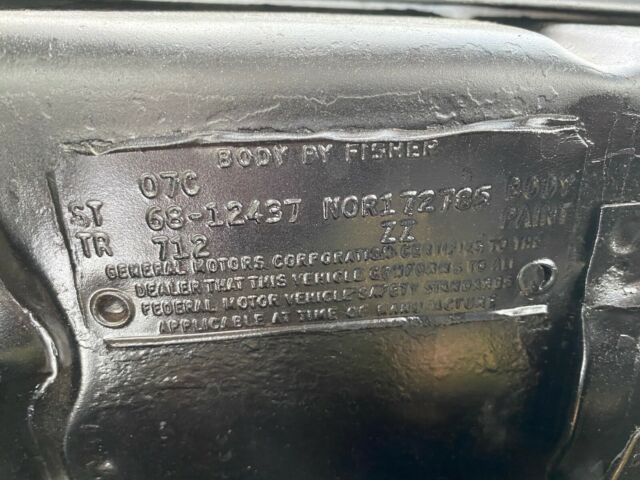 BODY BY FISHER
07C
ST 68-12437 NOR172785 BODY
TR 712 ZZ PAINT
GENERAL MOTORS CORPORATION CERTIFIES TO THE
DEALER THAT THIS VEHICLE CONFORMS TO ALL
FEDERAL MOTOR VEHICLE SAFETY STANDARDS
APPLICABLE AT TIME OF MANUFACTURE